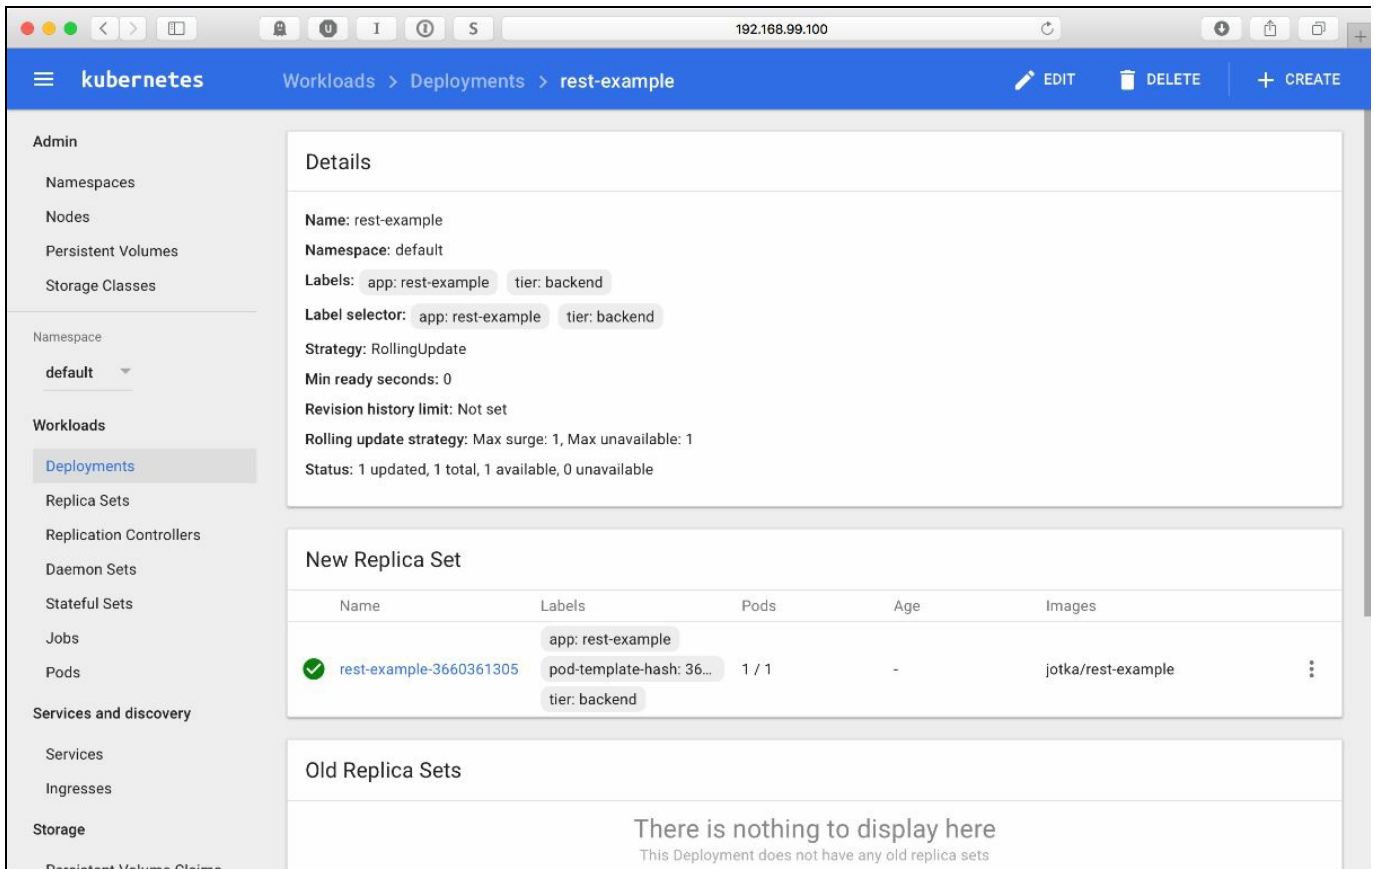 I S 192.168.99.100
kubernetes Workloads > Deployments > rest-example EDIT DELETE + CREATE
Admin
Namespaces
Nodes
Persistent Volumes
Storage Classes
Namespace
default
Workloads
Deployments
Replica Sets
Replication Controllers
Daemon Sets
Stateful Sets
Jobs
Pods
Services and discovery
Services
Ingresses
Storage
Persistent Volume Claims
Details
Name: rest-example
Namespace: default
Labels: app: rest-example tier: backend
Label selector: app: rest-example tier: backend
Strategy: RollingUpdate
Min ready seconds: 0
Revision history limit: Not set
Rolling update strategy: Max surge: 1, Max unavailable: 1
Status: 1 updated, 1 total, 1 available, 0 unavailable
New Replica Set
Name Labels Pods Age Images
app: rest-example
rest-example-3660361305 pod-template-hash: 36... 1 / 1 - jotka/rest-example
tier: backend
Old Replica Sets
There is nothing to display here
This Deployment does not have any old replica sets